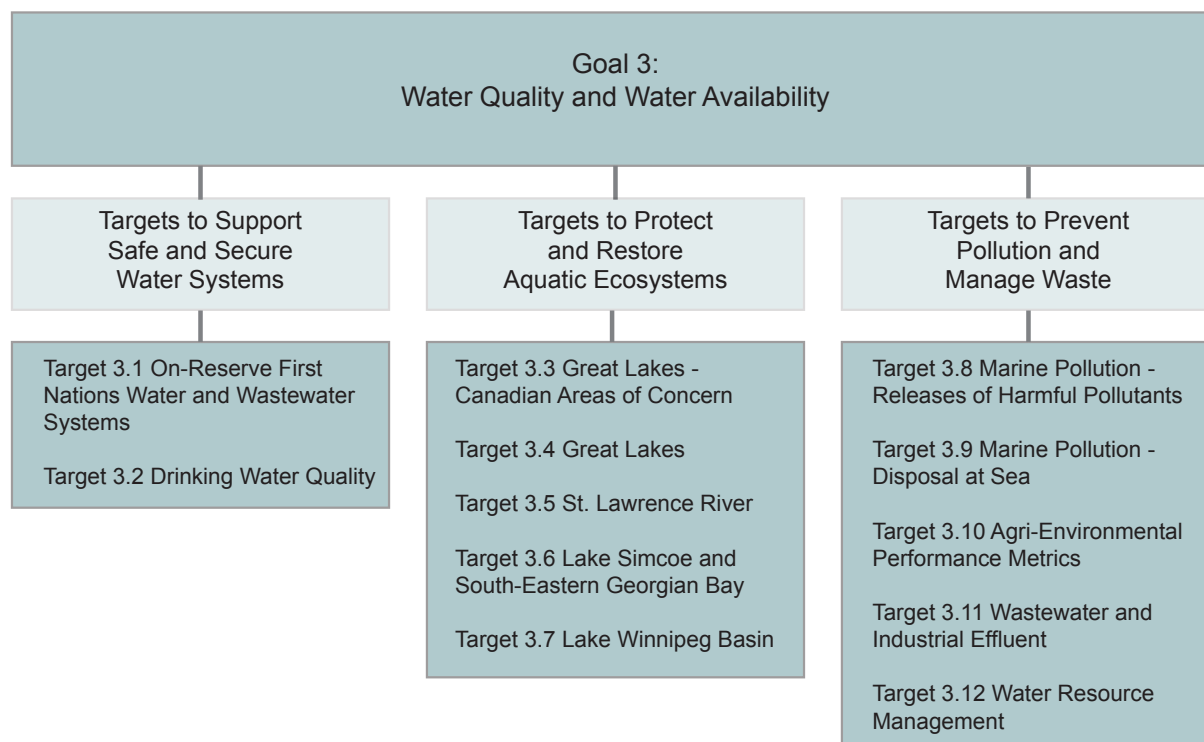 Goal 3:
Water Quality and Water Availability
Targets to Support
Safe and Secure
Water Systems
Target 3.1 On-Reserve First
Nations Water and Wastewater
Systems
Target 3.2 Drinking Water Quality
Targets to Protect
and Restore
Aquatic Ecosystems
Target 3.3 Great Lakes -
Canadian Areas of Concern
Target 3.4 Great Lakes
Target 3.5 St. Lawrence River
Target 3.6 Lake Simcoe and
South-Eastern Georgian Bay
Target 3.7 Lake Winnipeg Basin
Targets to Prevent
Pollution and
Manage Waste
Target 3.8 Marine Pollution -
Releases of Harmful Pollutants
Target 3.9 Marine Pollution -
Disposal at Sea
Target 3.10 Agri-Environmental
Performance Metrics
Target 3.11 Wastewater and
Industrial Effluent
Target 3.12 Water Resource
Management